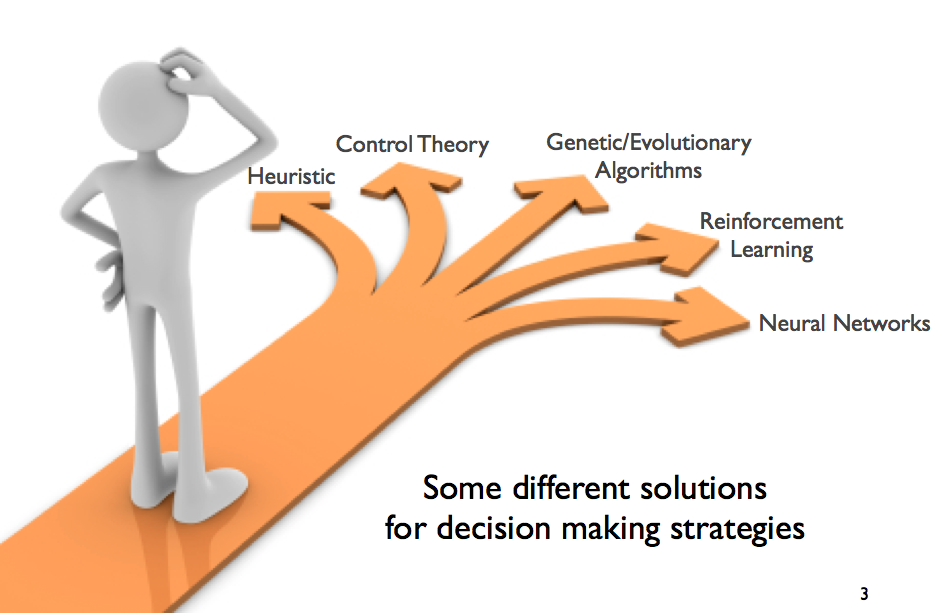 Heuristic
Control Theory
Genetic/Evolutionary
Algorithms
Reinforcement
Learning
Neural Networks
Some different solutions
for decision making strategies
3